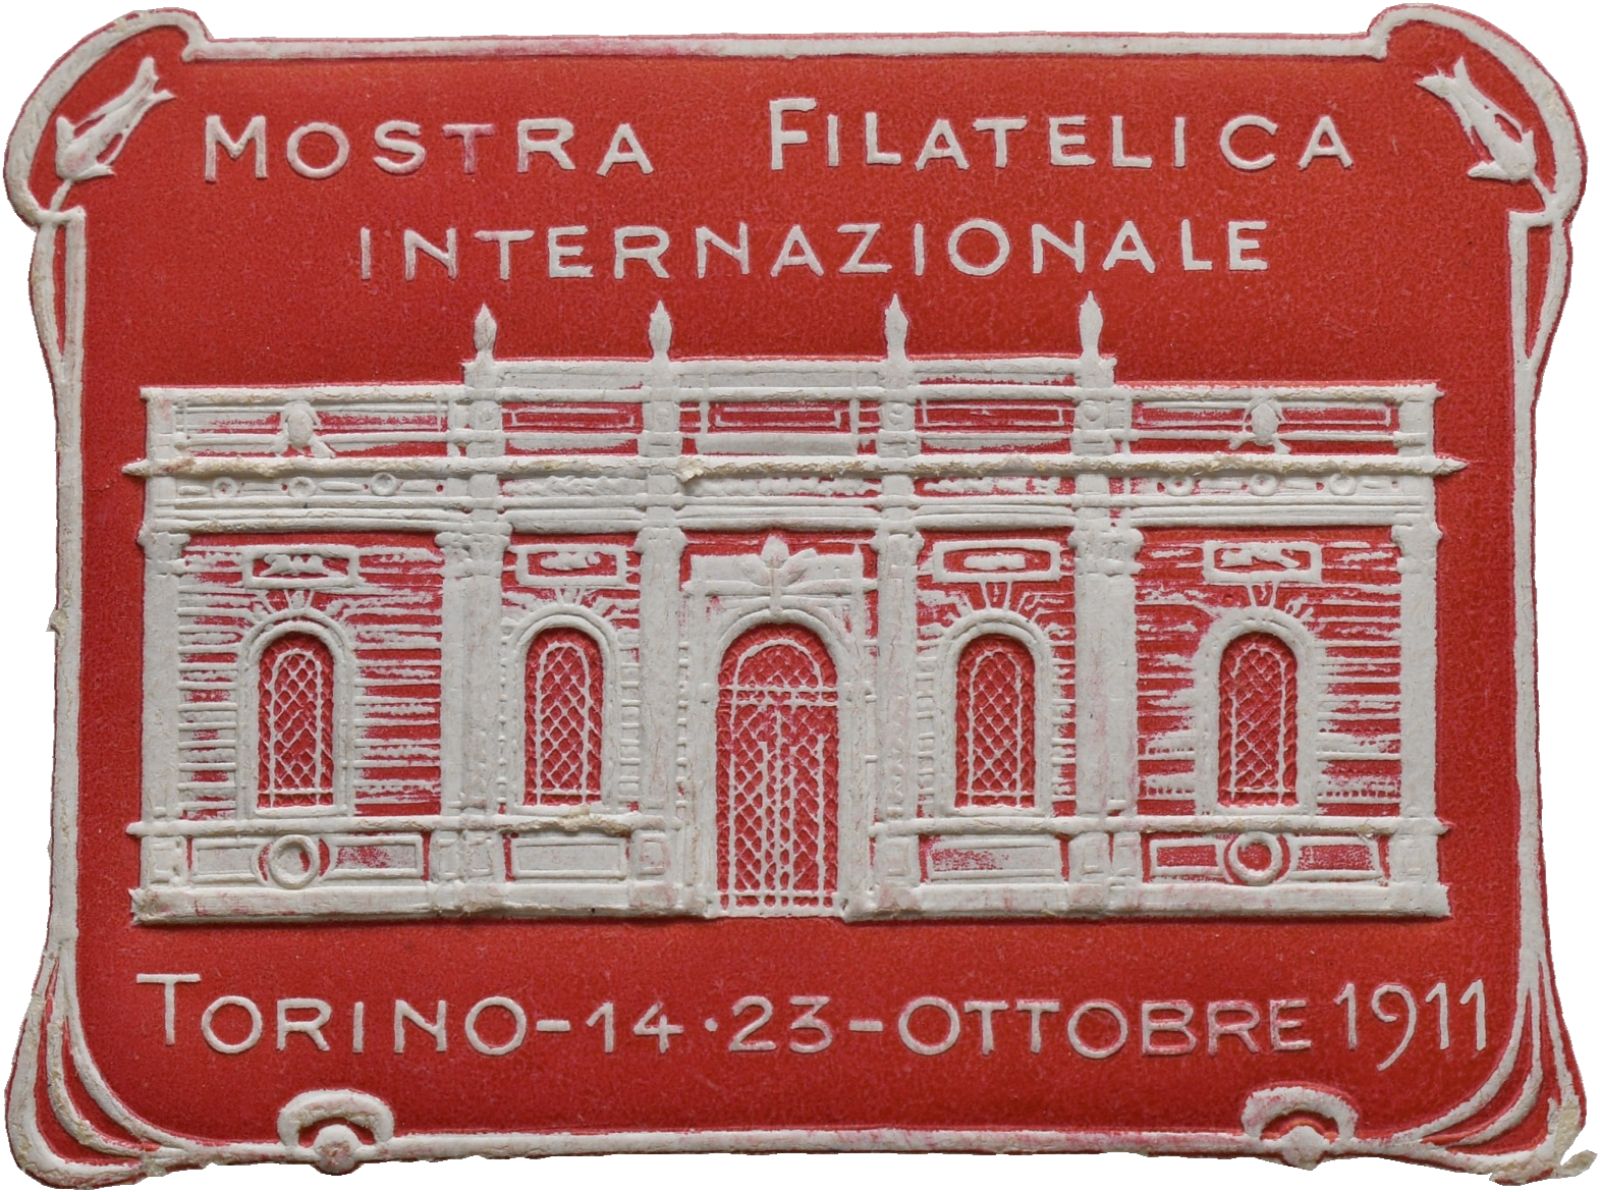 MOSTRA FILATELICA
INTERNAZIONALE
TORINO-14·23-OTTOBRE 1911